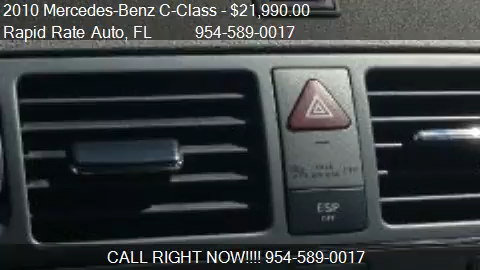 2010 Mercedes-Benz C-Class - $21,990.00
Rapid Rate Auto, FL 954-589-0017
ESP
OFF
CALL RIGHT NOW!!!! 954-589-0017